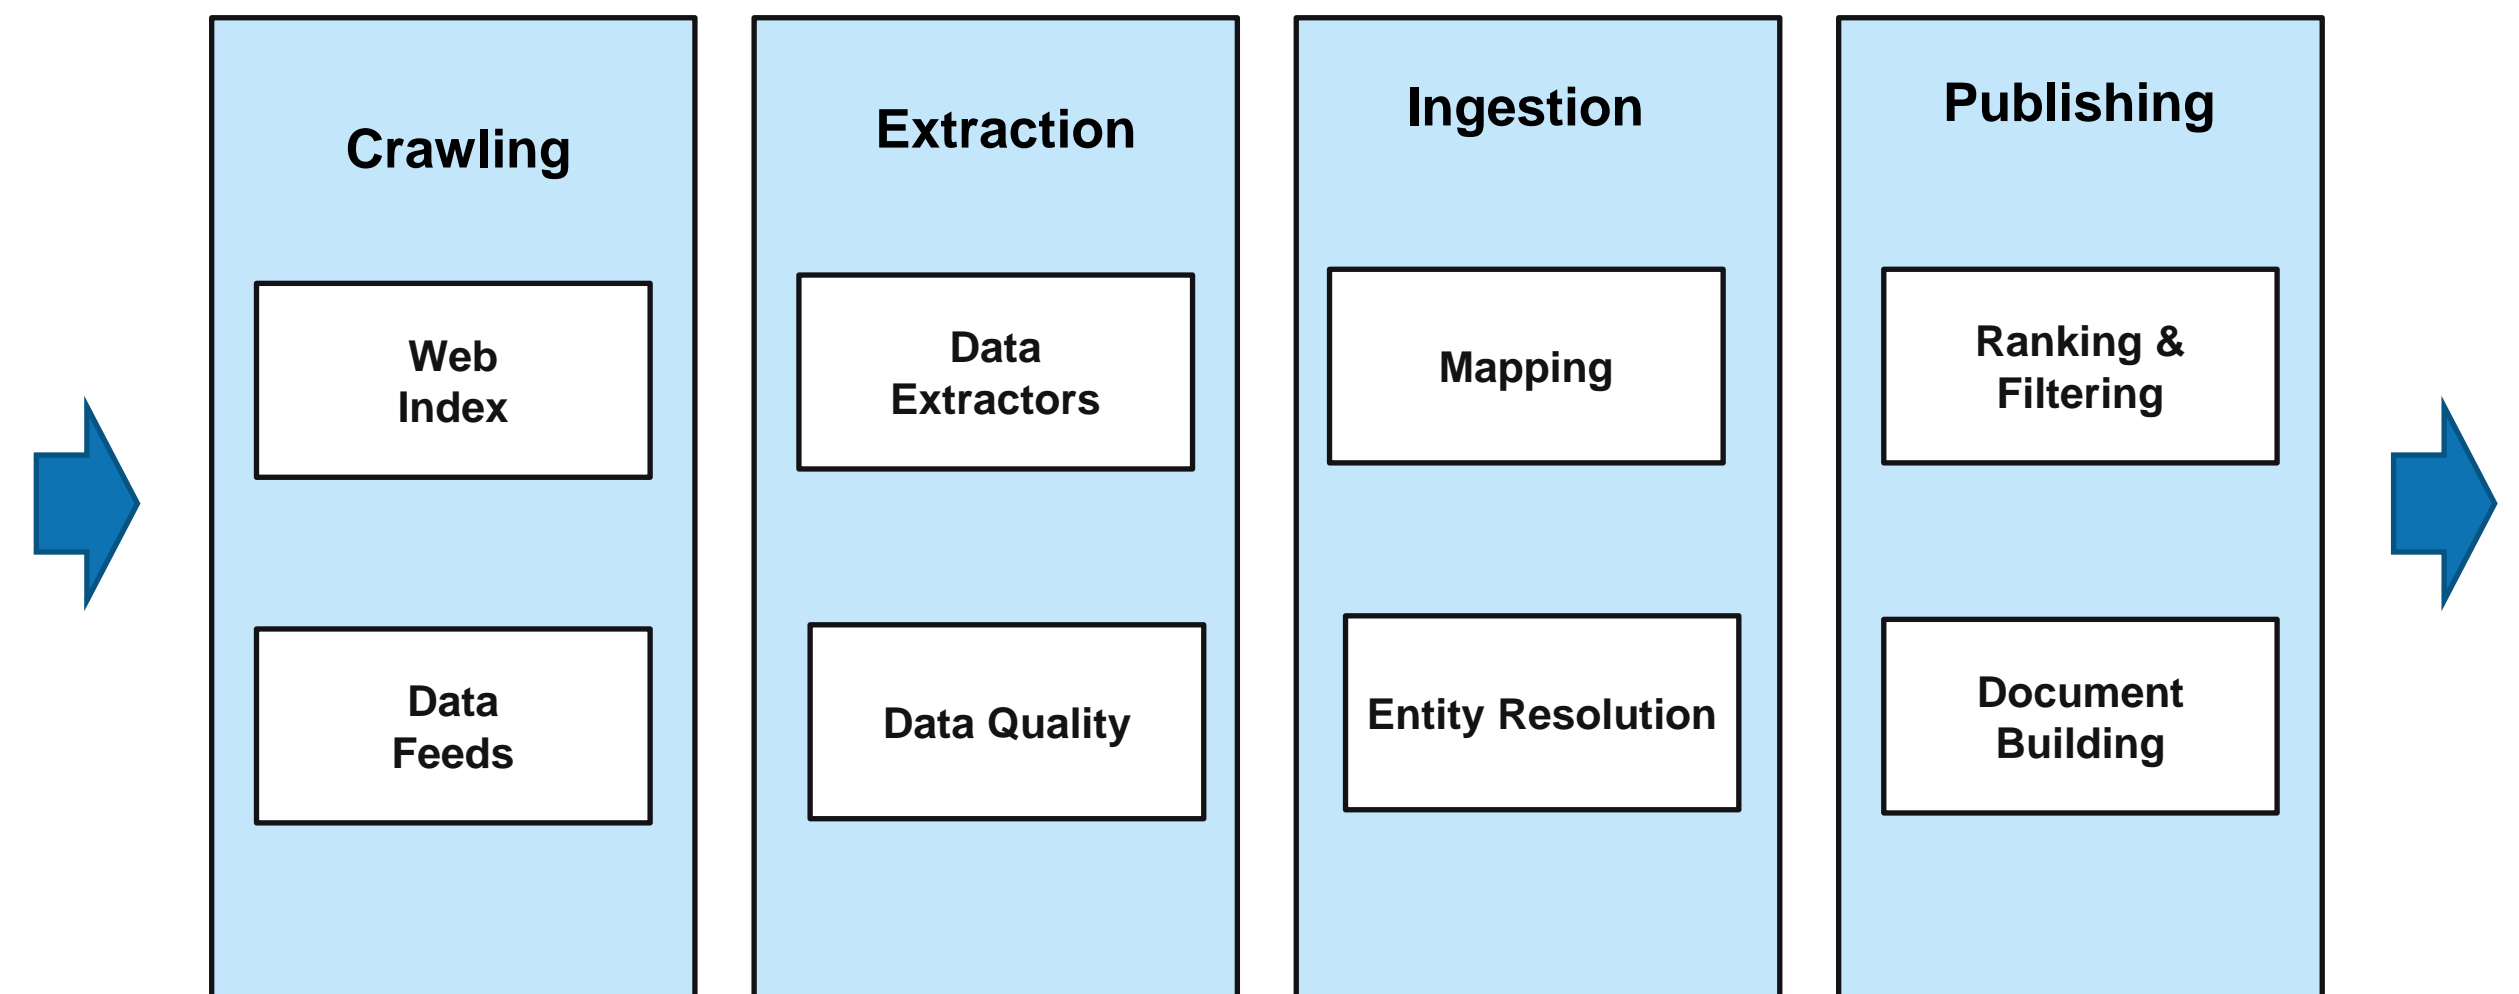 Crawling
Web
Index
Data
Feeds
Extraction
Data
Extractors
Data Quality
Ingestion
Mapping
Entity Resolution
Publishing
Ranking &
Filtering
Document
Building